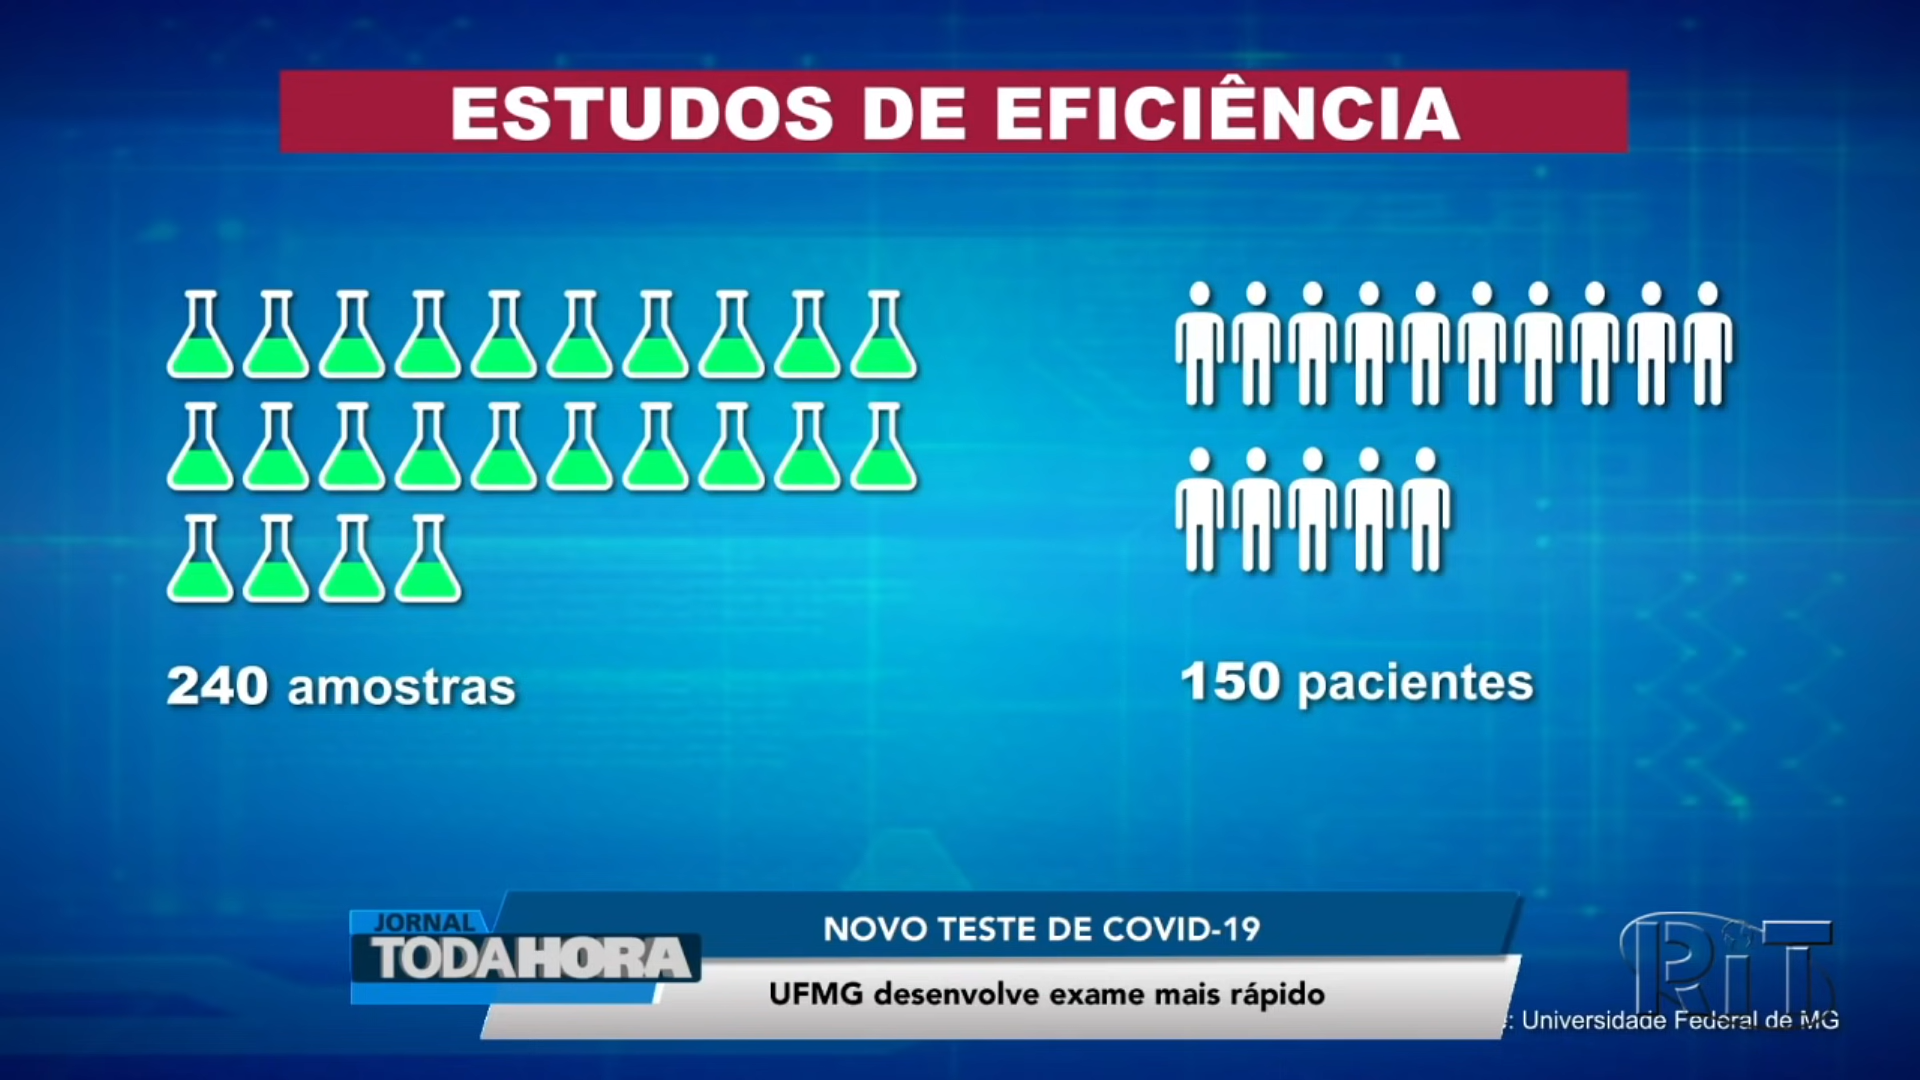 ESTUDOS DE EFICIÊNCIA
240 amostras
150 pacientes
JORNAL
TODAHORA
NOVO TESTE DE COVID-19
UFMG desenvolve exame mais rápido
RiT
: Universidade Federal de MG